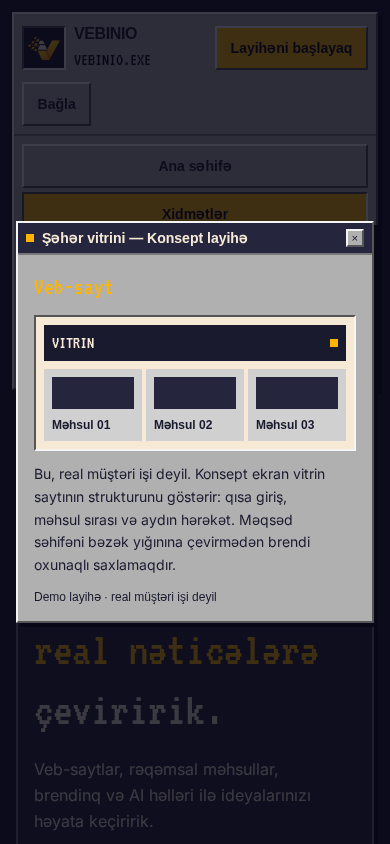 VEBINIO
VEBINIO.EXE
Layihəni başlayaq
Bağla
Ana səhifə
Xidmətlər
Şəhər vitrini — Konsept layihə
×
Veb-sayt
VITRIN
Məhsul 01
Məhsul 02
Məhsul 03
Bu, real müştəri işi deyil. Konsept ekran vitrin
saytının strukturunu göstərir: qısa giriş,
məhsul sırası və aydın hərəkət. Məqsəd
səhifəni bəzək yığınına çevirmədən brendi
oxunaqlı saxlamaqdır.
Demo layihə · real müştəri işi deyil
real nəticələrə
çeviririk.
Veb-saytlar, rəqəmsal məhsullar,
brendinq və AI həlləri ilə ideyalarınızı
həyata keçiririk.